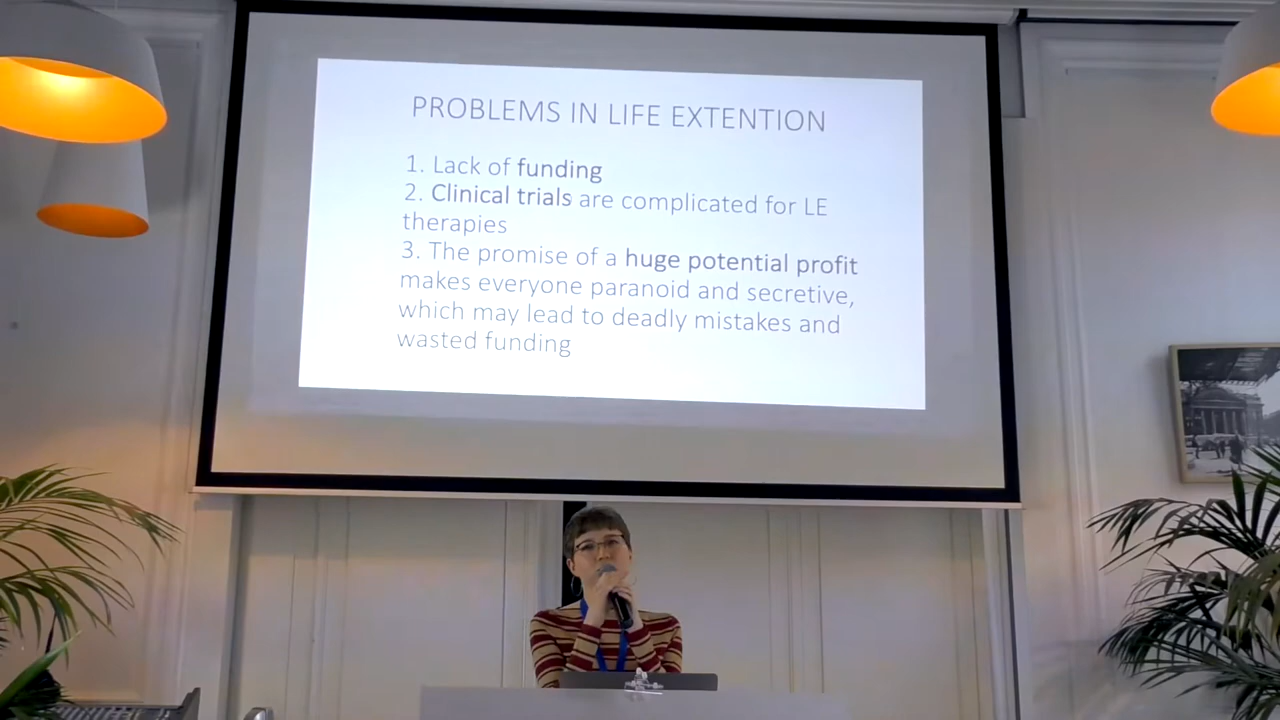 PROBLEMS IN LIFE EXTENTION
1. Lack of funding
2. Clinical trials are complicated for LE
therapies
3. The promise of a huge potential profit
makes everyone paranoid and secretive,
which may lead to deadly mistakes and
wasted funding